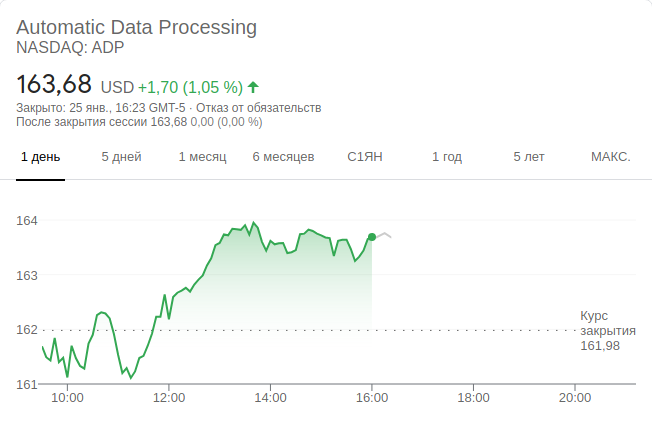 Automatic Data Processing
NASDAQ: ADP
163,68 USD +1,70 (1,05 %)
Закрыто: 25 янв., 16:23 GMT-5 · Отказ от обязательств
После закрытия сессии 163,68 0,00 (0,00 %)
1 день 5 дней 1 месяц 6 месяцев С1ЯН 1 год 5 лет МАКС.
164
163
162
161
Курс
закрытия
161,98
10:00 12:00 14:00 16:00 18:00 20:00